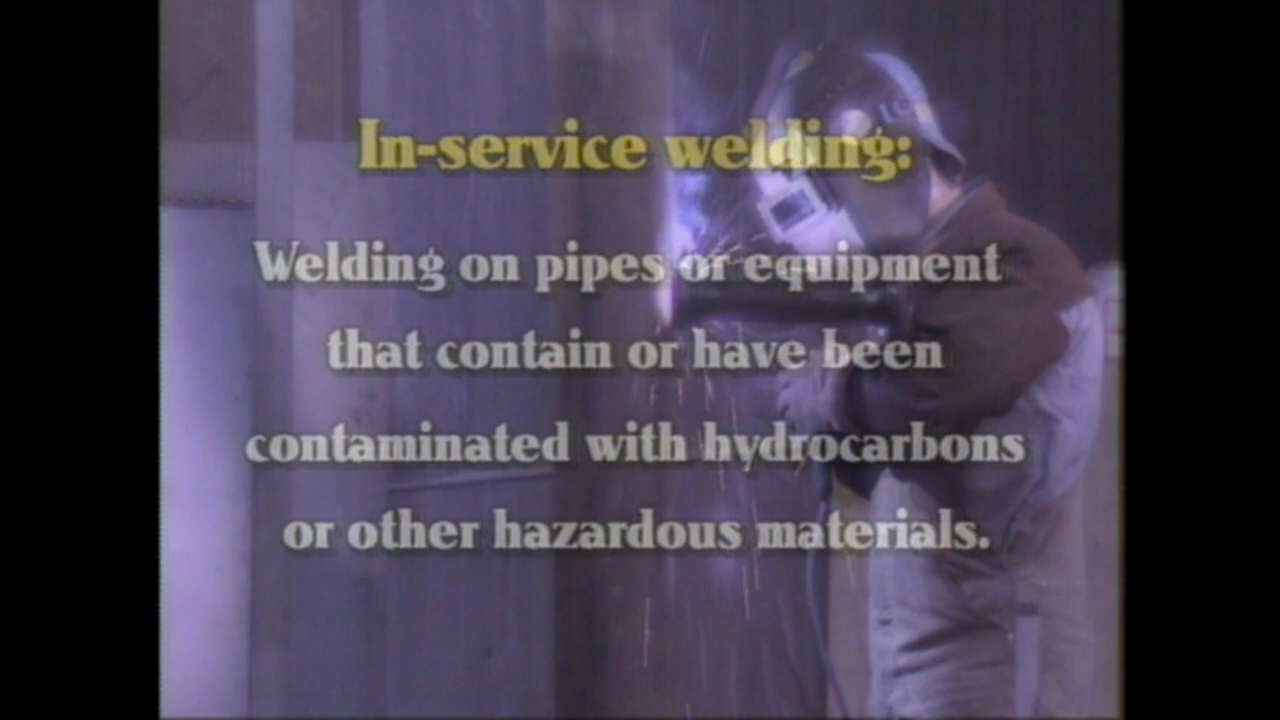 In-service welding:
Welding on pipes or equipment
that contain or have been
contaminated with hydrocarbons
or other hazardous materials.